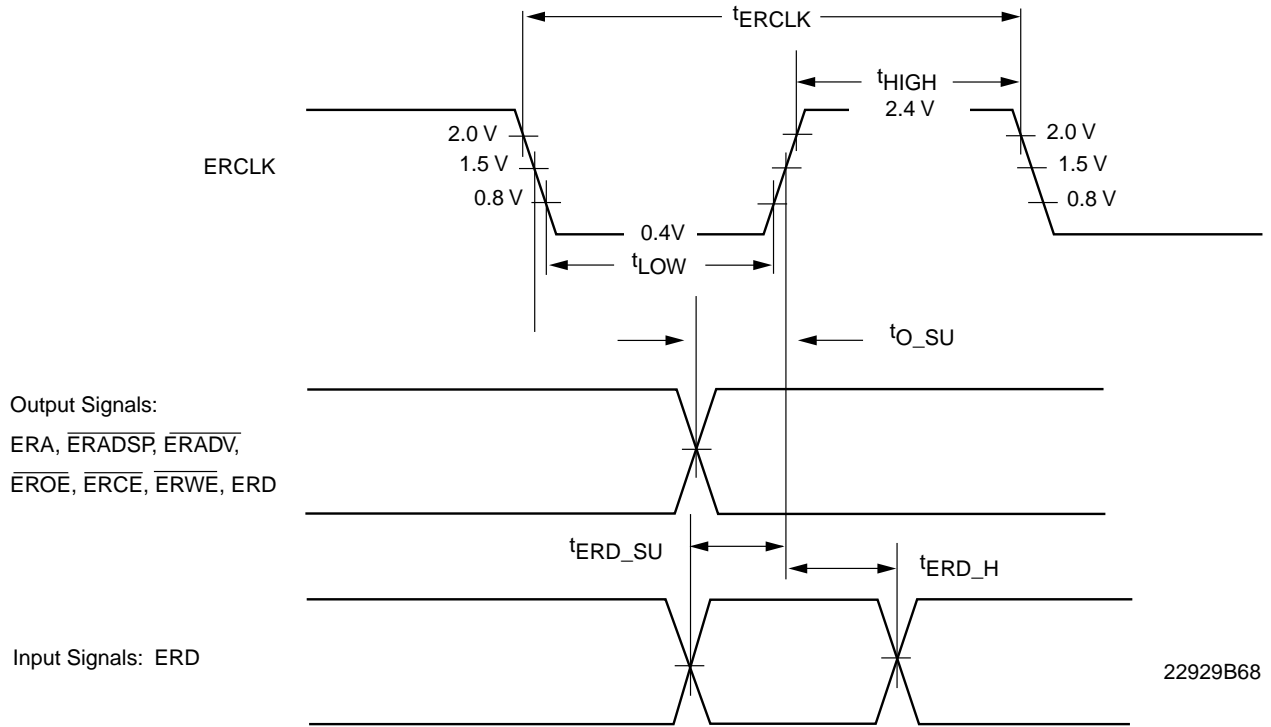 tERCLK
tHIGH
2.4 V
2.0 V
2.0 V
ERCLK
1.5 V
1.5 V
0.8 V
0.8 V
0.4V
tLOW
tO_SU
Output Signals:
ERA, ERADSP, ERADV,
EROE, ERCE, ERWE, ERD
tERD_SU
tERD_H
Input Signals: ERD
22929B68